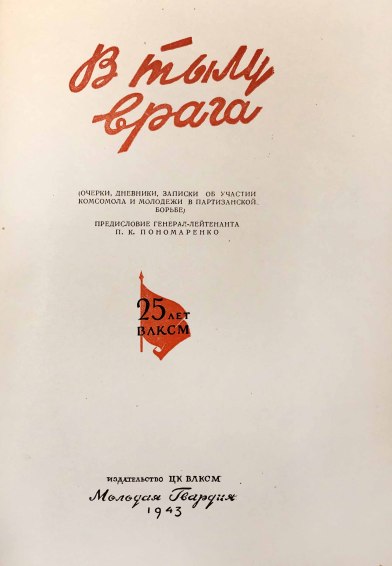 В тылу
врага
(ОЧЕРКИ, ДНЕВНИКИ, ЗАПИСКИ ОБ УЧАСТИИ
КОМСОМОЛА И МОЛОДЕЖИ В ПАРТИЗАНСКОЙ
БОРЬБЕ)
ПРЕДИСЛОВИЕ ГЕНЕРАЛ-ЛЕЙТЕНАНТА
П. К. ПОНОМАРЕНКО
25 ЛЕТ
ВЛКСМ
ИЗДАТЕЛЬСТВО ЦК ВЛКСМ
Молодая Гвардия
1943